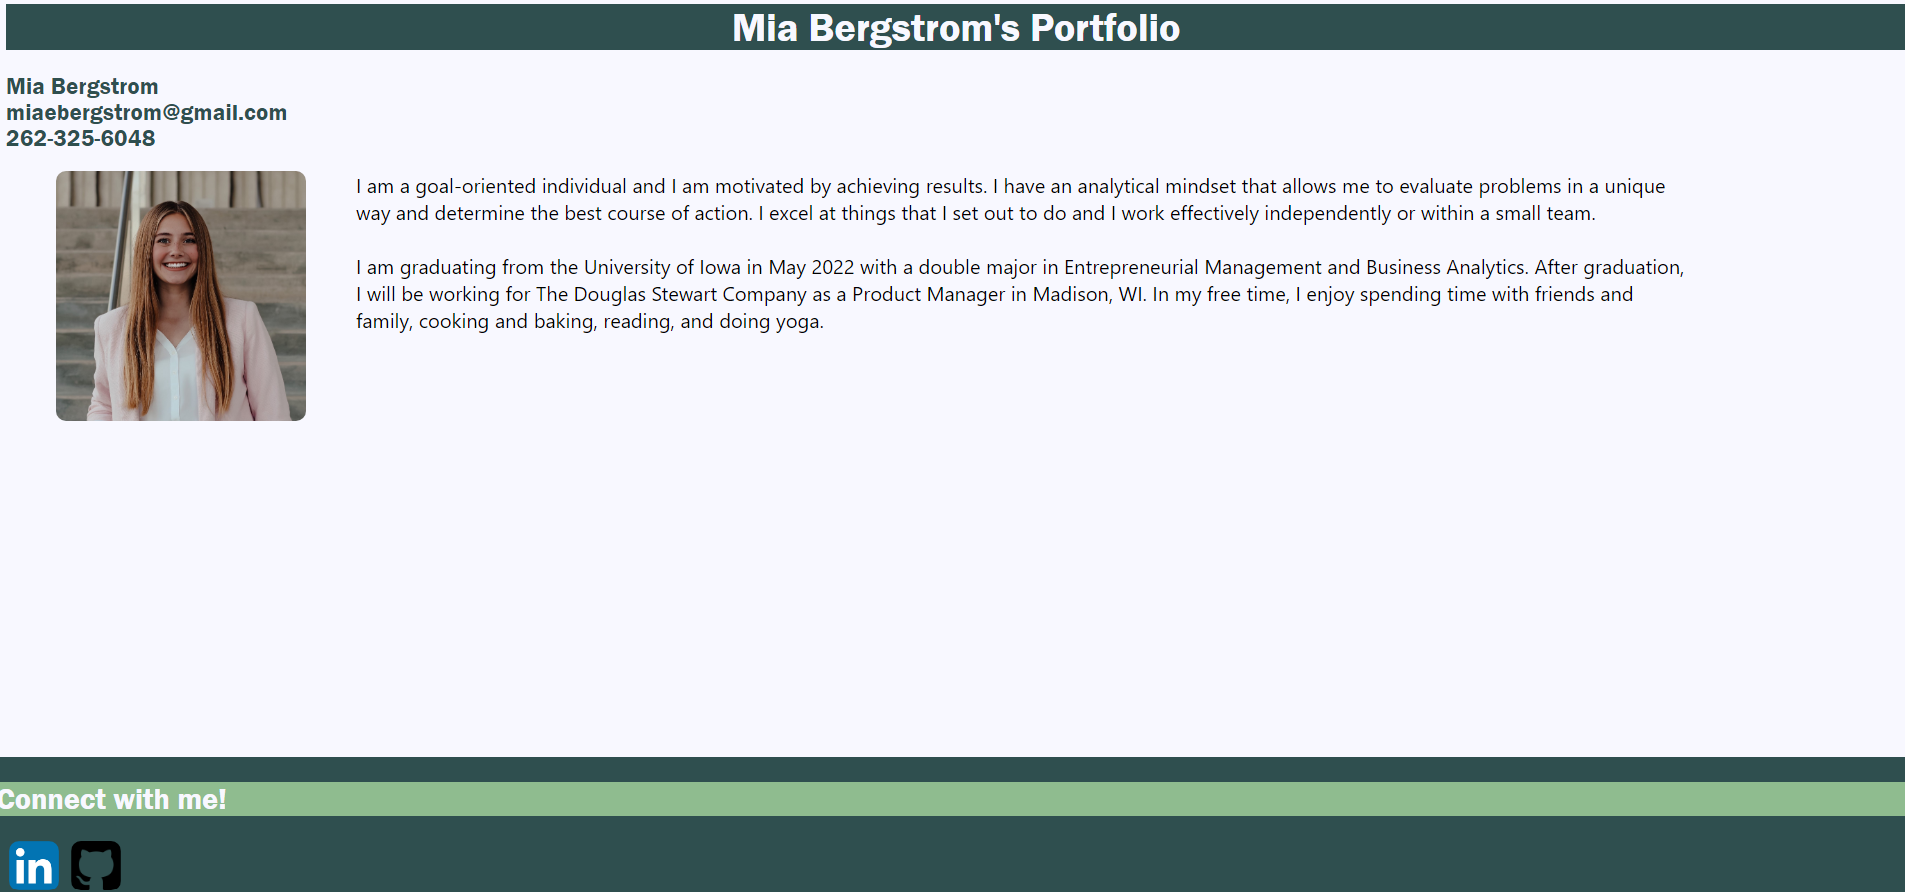 Mia Bergstrom's Portfolio
Mia Bergstrom
miaebergstrom@gmail.com
262-325-6048
I am a goal-oriented individual and I am motivated by achieving results. I have an analytical mindset that allows me to evaluate problems in a unique
way and determine the best course of action. I excel at things that I set out to do and I work effectively independently or within a small team.
I am graduating from the University of Iowa in May 2022 with a double major in Entrepreneurial Management and Business Analytics. After graduation,
I will be working for The Douglas Stewart Company as a Product Manager in Madison, WI. In my free time, I enjoy spending time with friends and
family, cooking and baking, reading, and doing yoga.
Connect with me!
in